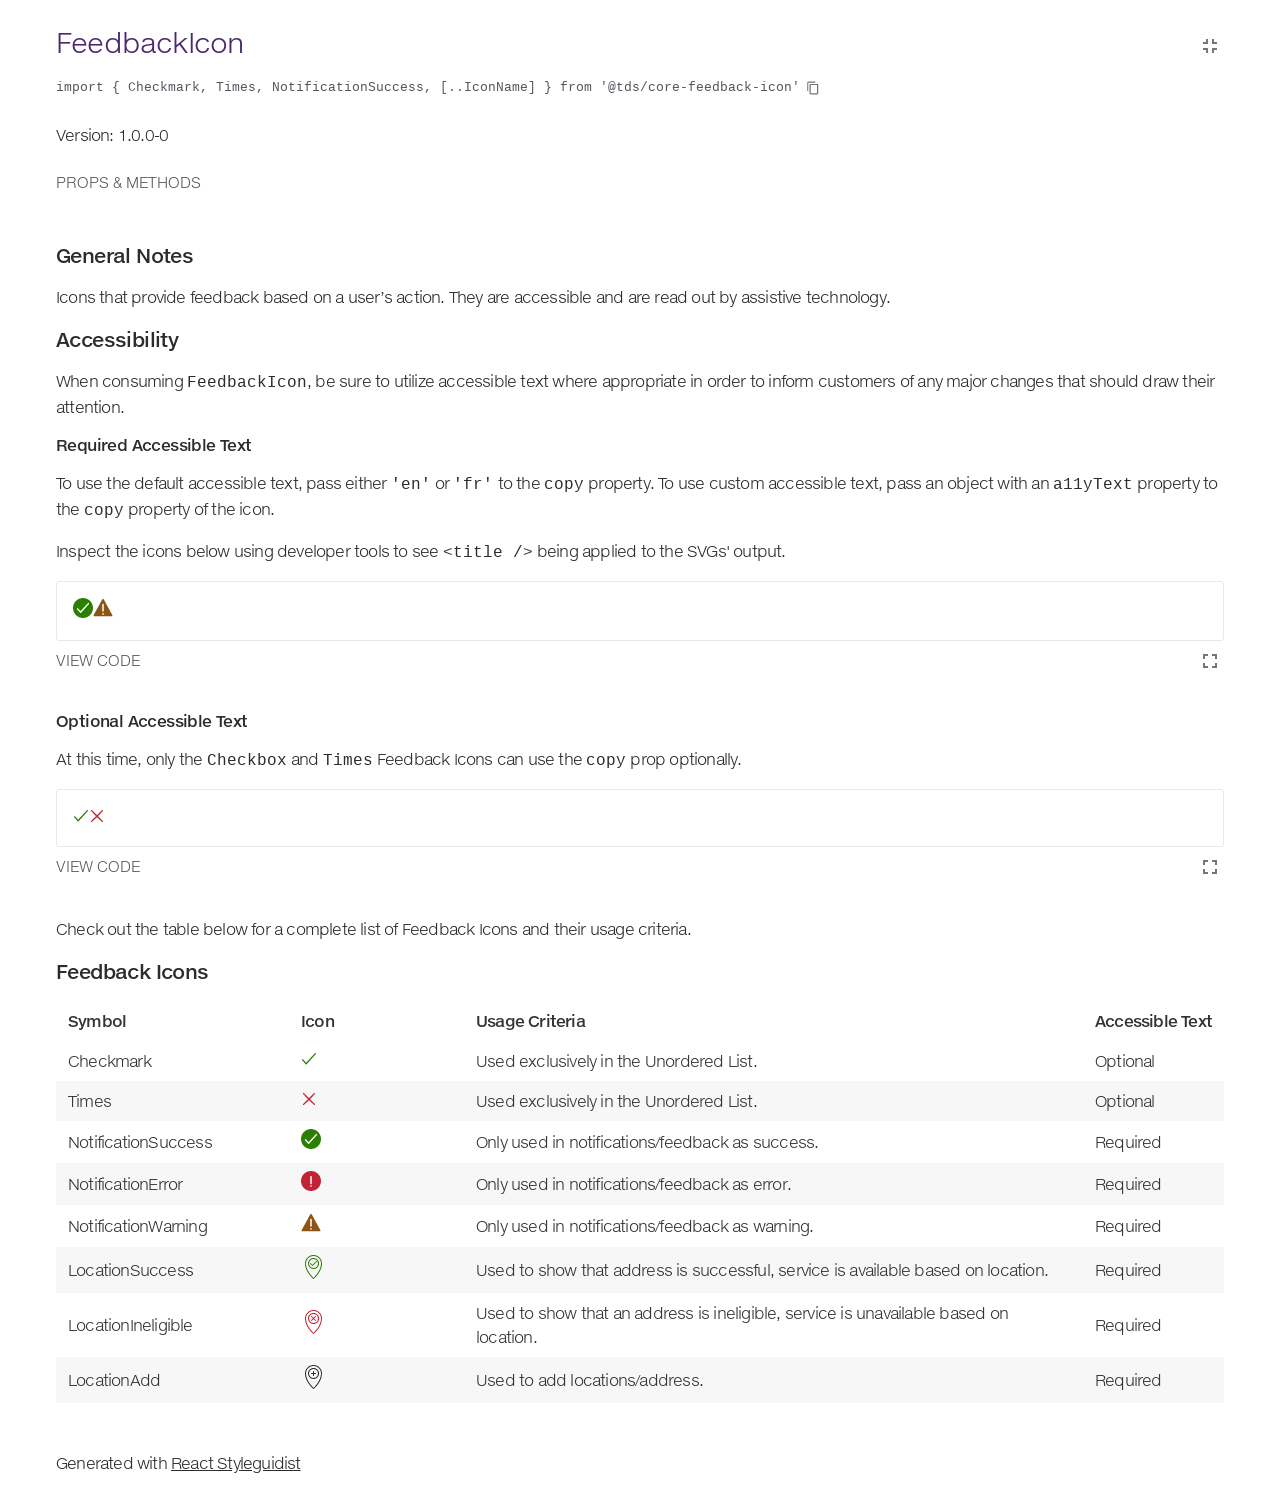 FeedbackIcon
import { Checkmark, Times, NotificationSuccess, [..IconName] } from '@tds/core-feedback-icon'
Version: 1.0.0-0
PROPS & METHODS
General Notes
Icons that provide feedback based on a user’s action. They are accessible and are read out by assistive technology.
Accessibility
When consuming FeedbackIcon, be sure to utilize accessible text where appropriate in order to inform customers of any major changes that should draw their
attention.
Required Accessible Text
To use the default accessible text, pass either 'en' or 'fr' to the copy property. To use custom accessible text, pass an object with an a11yText property to
the copy property of the icon.
Inspect the icons below using developer tools to see <title /> being applied to the SVGs' output.
VIEW CODE
Optional Accessible Text
At this time, only the Checkbox and Times Feedback Icons can use the copy prop optionally.
VIEW CODE
Check out the table below for a complete list of Feedback Icons and their usage criteria.
Feedback Icons
Symbol Icon Usage Criteria Accessible Text
Checkmark Used exclusively in the Unordered List. Optional
Times Used exclusively in the Unordered List. Optional
NotificationSuccess Only used in notifications/feedback as success. Required
NotificationError Only used in notifications/feedback as error. Required
NotificationWarning Only used in notifications/feedback as warning. Required
LocationSuccess Used to show that address is successful, service is available based on location. Required
LocationIneligible Used to show that an address is ineligible, service is unavailable based on
location. Required
LocationAdd Used to add locations/address. Required
Generated with React Styleguidist